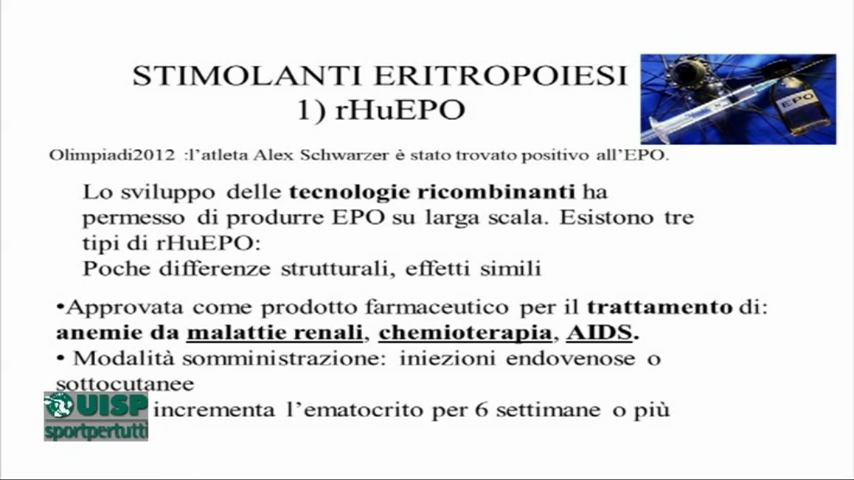 STIMOLANTI ERITROPOIESI
1) rHuEPO
EPO
Olimpiadi2012 :l'atleta Alex Schwarzer è stato trovato positivo all'EPO.
Lo sviluppo delle tecnologie ricombinanti ha
permesso di produrre EPO su larga scala. Esistono tre
tipi di rHuEPO:
Poche differenze strutturali, effetti simili
•Approvata come prodotto farmaceutico per il trattamento di:
anemie da malattie renali, chemioterapia, AIDS.
• Modalità somministrazione: iniezioni endovenose o
sottocutanee
incrementa l'ematocrito per 6 settimane o più
UISP
sportpertutti